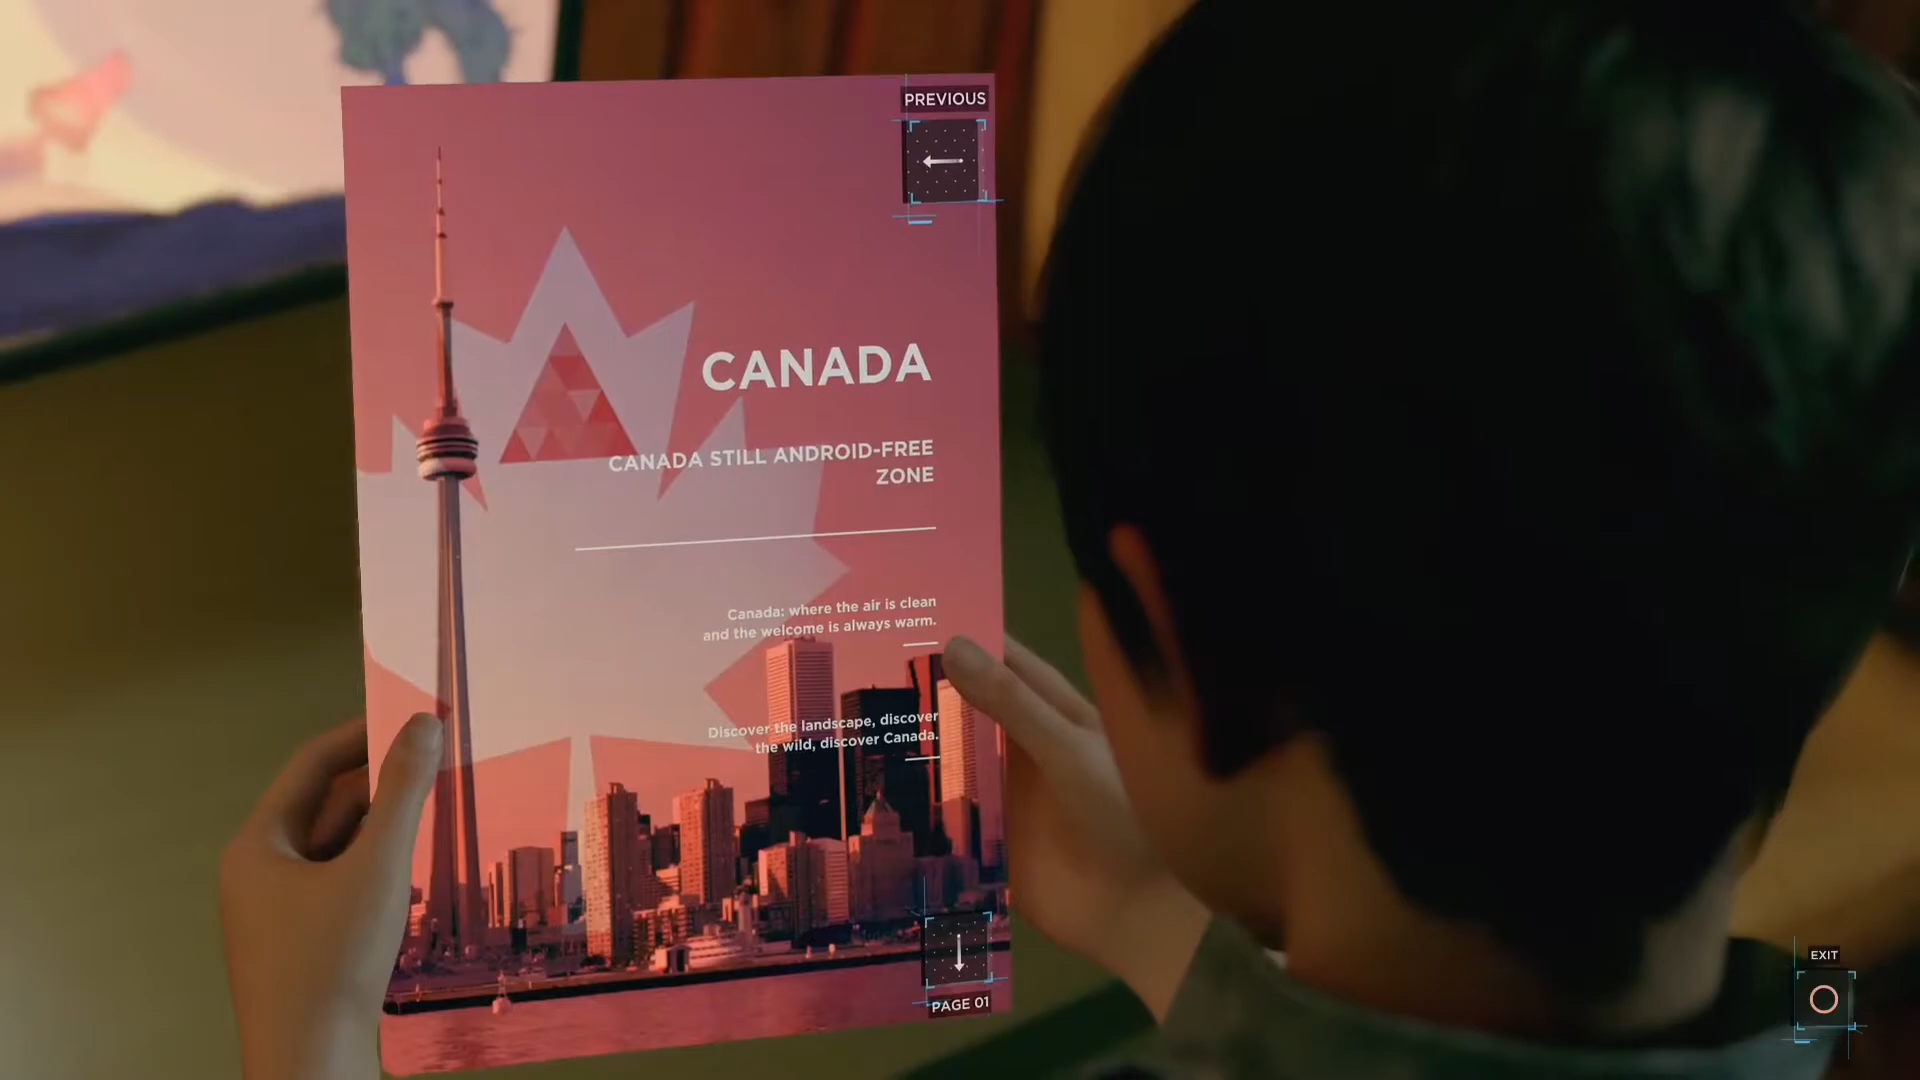 PREVIOUS
CANADA
CANADA STILL ANDROID-FREE
ZONE
Canada: where the air is clean
and the welcome is always warm.
Discover the landscape, discover
the wild, discover Canada.
PAGE 01
EXIT